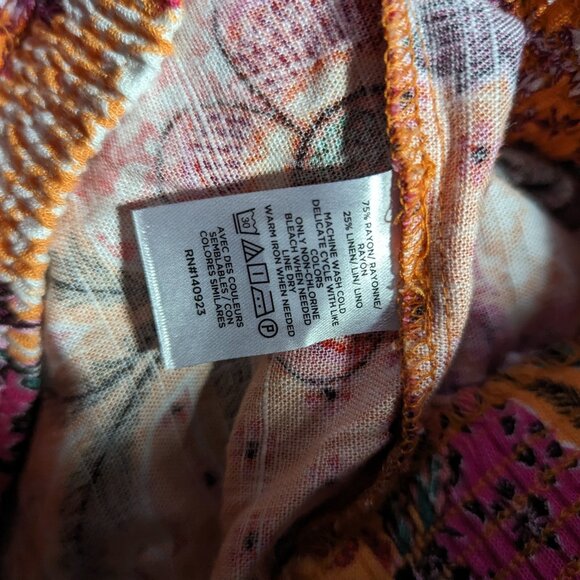 75% RAYON/ RAYONNE/
RAYON
25% LINEN/ LIN/ LINO
MACHINE WASH COLD
DELICATE CYCLE WITH LIKE
COLORS
ONLY NON-CHLORINE
BLEACH WHEN NEEDED
LINE DRY
WARM IRON WHEN NEEDED
30 P
AVEC DES COULEURS
SEMBLABLES / CON
COLORES SIMILARES
RN#140923